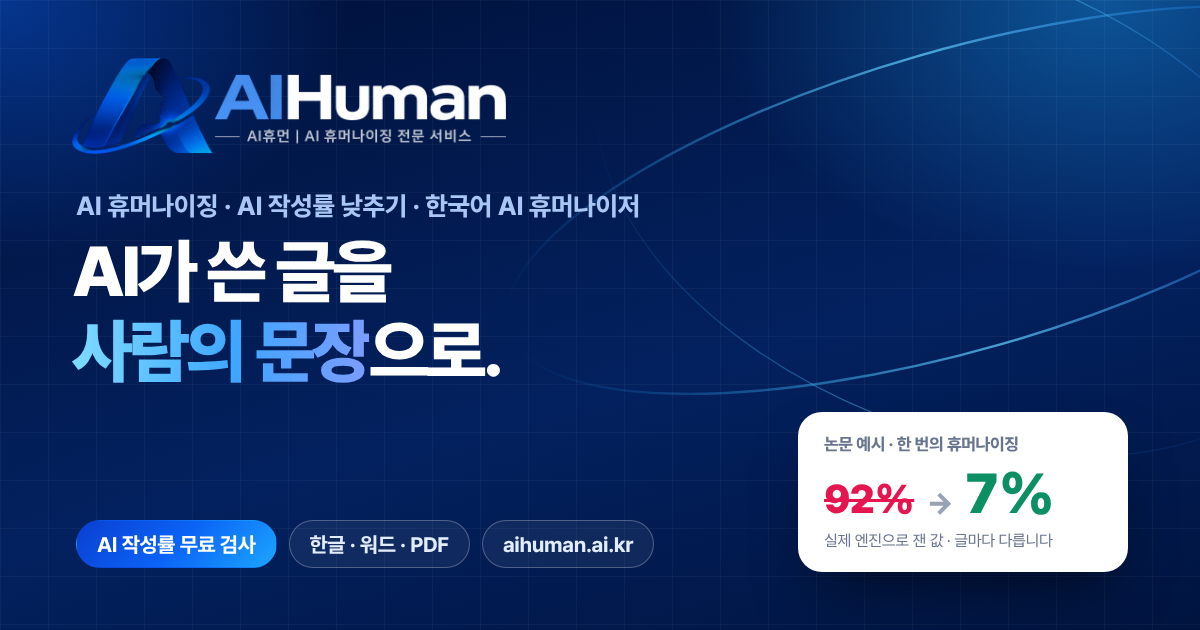 AIHuman
AI휴먼 | AI 휴머나이징 전문 서비스
AI 휴머나이징 · AI 작성률 낮추기 · 한국어 AI 휴머나이저
AI가 쓴 글을
사람의 문장으로.
논문 예시 · 한 번의 휴머나이징
92% → 7%
실제 엔진으로 잰 값 · 글마다 다릅니다
AI 작성률 무료 검사
한글 · 워드 · PDF
aihuman.ai.kr